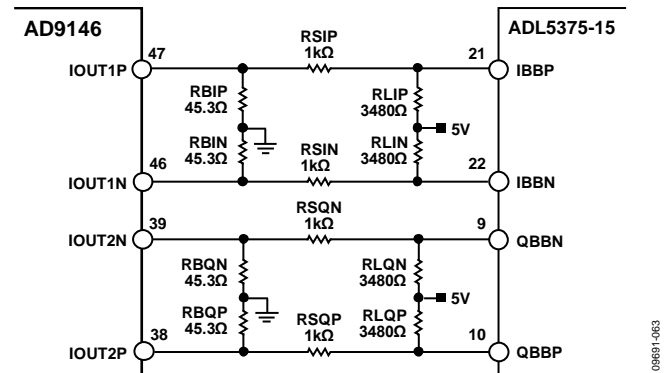 AD9146
ADL5375-15
RSIP
1kΩ
47
21
IOUT1P
IBBP
RBIP
45.3Ω
RLIP
3480Ω
5V
RBIN
45.3Ω
RSIN
1kΩ
RLIN
3480Ω
46
22
IOUT1N
IBBN
RSQN
1kΩ
39
9
IOUT2N
QBBN
RBQN
45.3Ω
RLQN
3480Ω
5V
RBQP
45.3Ω
RSQP
1kΩ
RLQP
3480Ω
38
10
IOUT2P
QBBP
09691-063